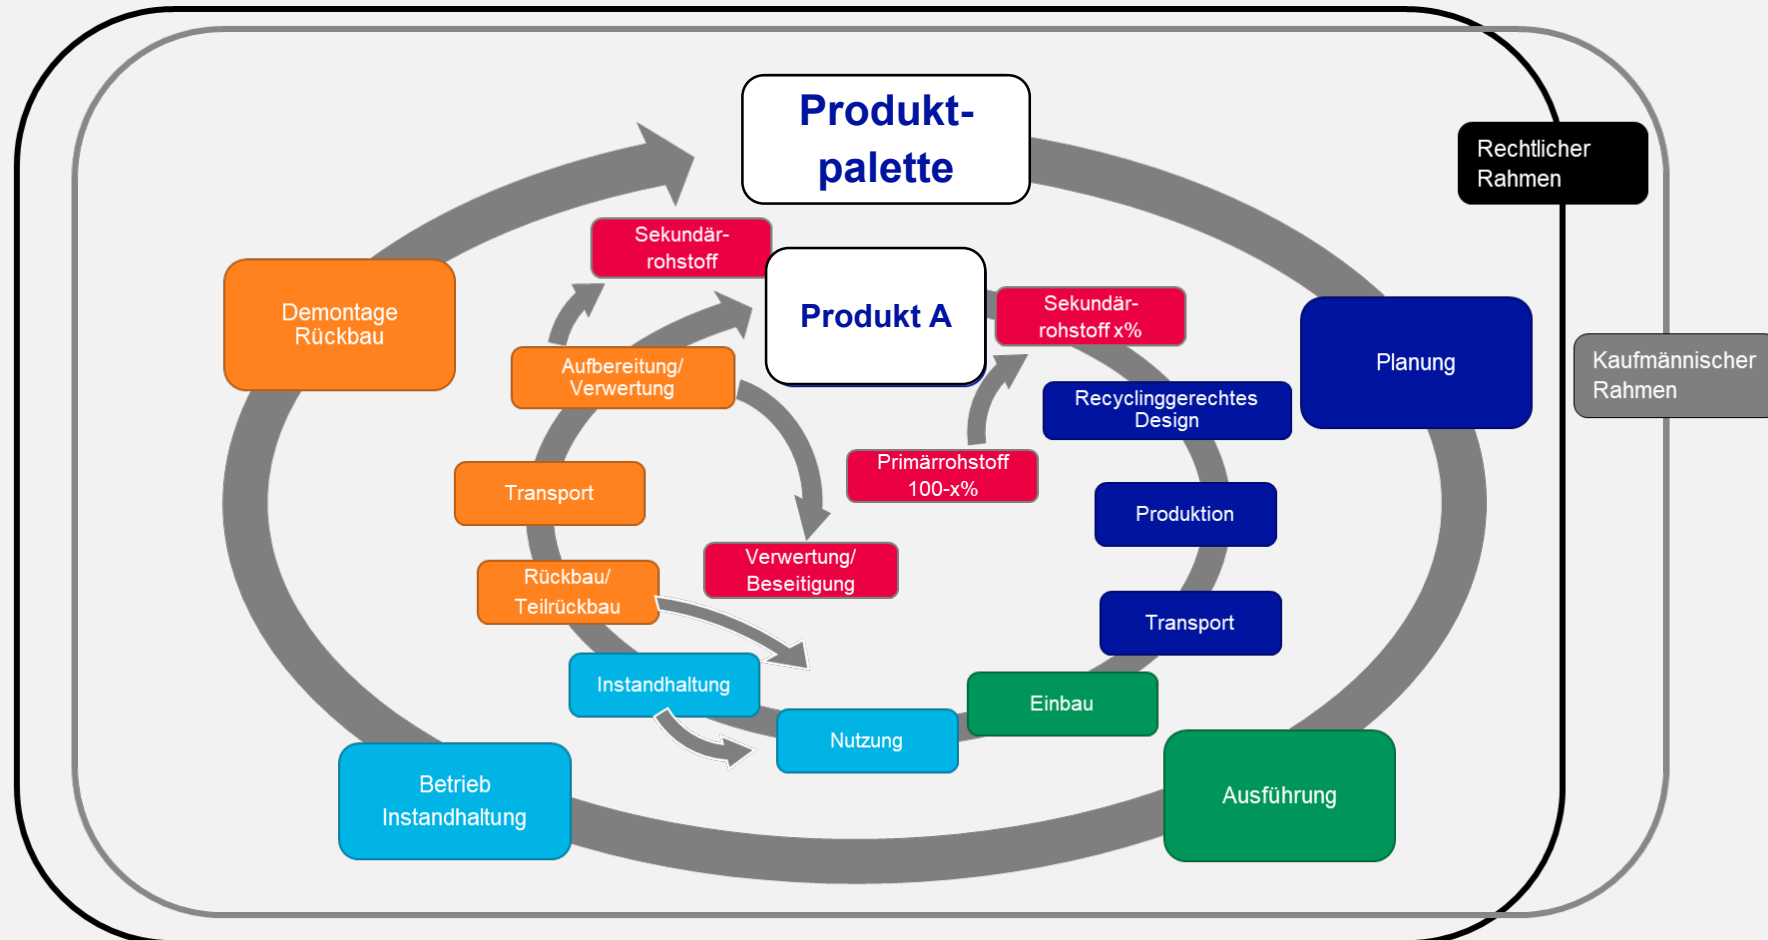 Produkt-
palette
Rechtlicher
Rahmen
Sekundär-
rohstoff
Demontage
Rückbau
Produkt A
Sekundär-
rohstoff x%
Planung
Kaufmännischer
Rahmen
Aufbereitung/
Verwertung
Recyclinggerechtes
Design
Primärrohstoff
100-x%
Transport
Produktion
Verwertung/
Beseitigung
Rückbau/
Teilrückbau
Transport
Instandhaltung
Einbau
Nutzung
Betrieb
Instandhaltung
Ausführung